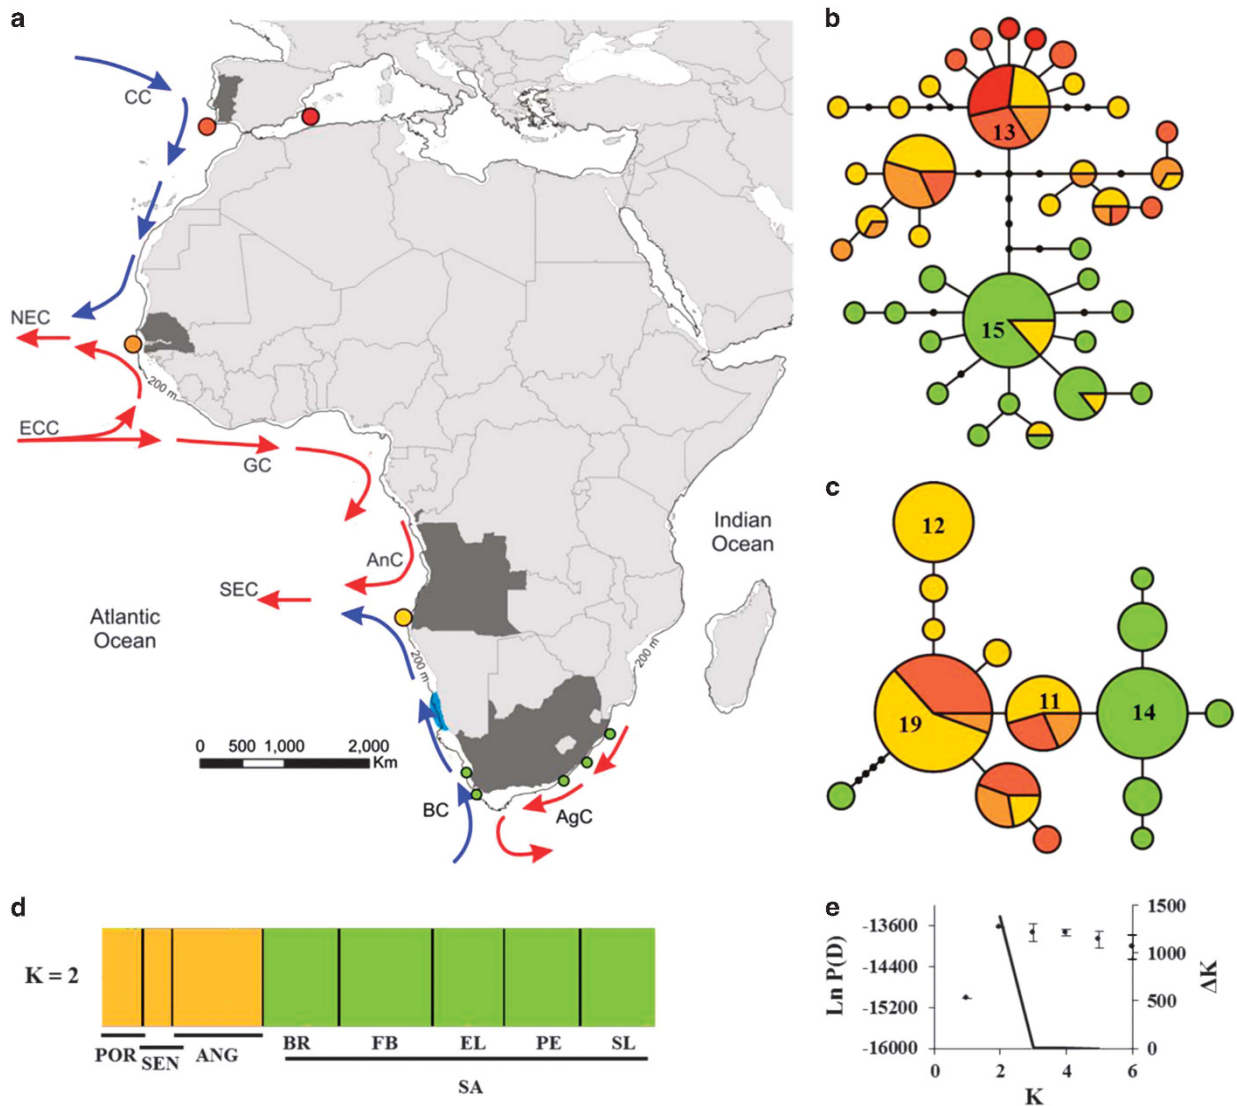 a
CC
NEC
200 m
ECC
GC
AnC
SEC
Atlantic
Ocean
Indian
Ocean
200 m
200 m
0 500 1,000 2,000
Km
BC
AgC
b
13
15
c
12
19
11
14
d
K = 2
POR
SEN
ANG
BR
FB
EL
PE
SL
SA
e
Ln P(D)
-13600
-14400
-15200
-16000
1500
1000
500
0
ΔK
0 2 4 6
K